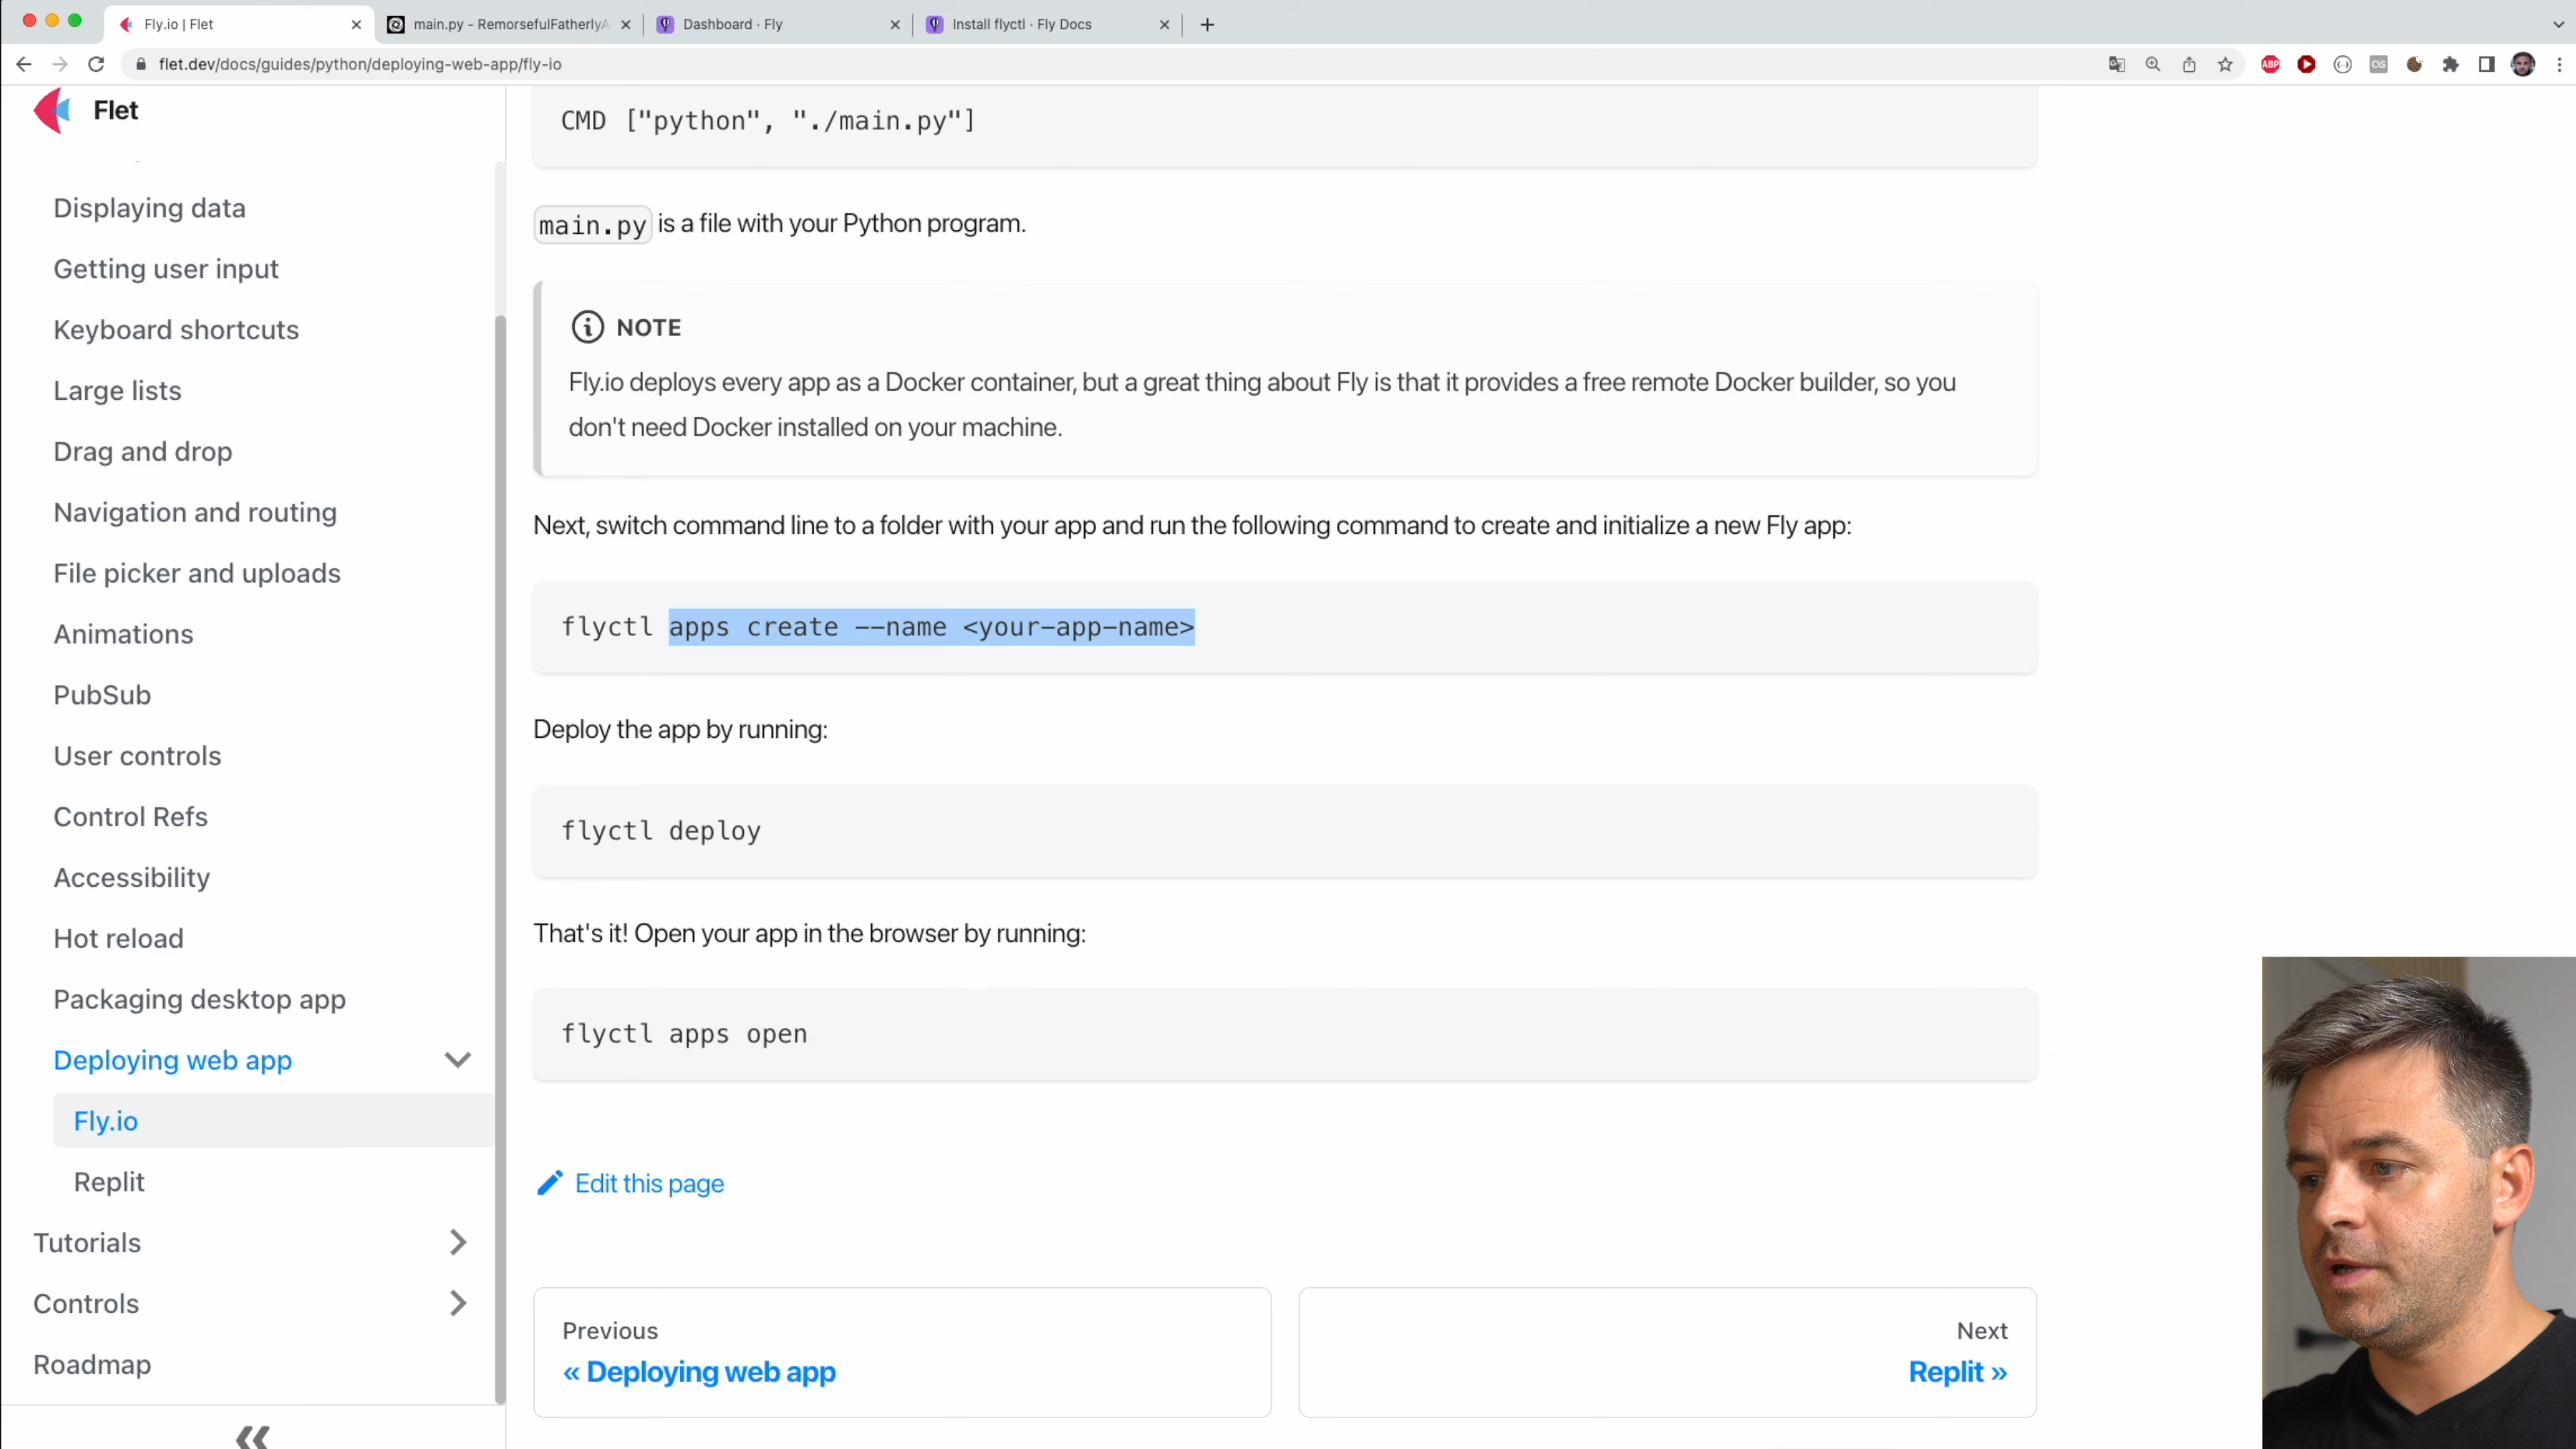 Fly.io | Flet
main.py - RemorsefulFatherlyA
Dashboard · Fly
Install flyctl · Fly Docs
flet.dev/docs/guides/python/deploying-web-app/fly-io
ABP
Flet
Displaying data
Getting user input
Keyboard shortcuts
Large lists
Drag and drop
Navigation and routing
File picker and uploads
Animations
PubSub
User controls
Control Refs
Accessibility
Hot reload
Packaging desktop app
Deploying web app
Fly.io
Replit
Tutorials
Controls
Roadmap
CMD ["python", "./main.py"]
main.py is a file with your Python program.
NOTE
Fly.io deploys every app as a Docker container, but a great thing about Fly is that it provides a free remote Docker builder, so you
don't need Docker installed on your machine.
Next, switch command line to a folder with your app and run the following command to create and initialize a new Fly app:
flyctl apps create --name <your-app-name>
Deploy the app by running:
flyctl deploy
That's it! Open your app in the browser by running:
flyctl apps open
Edit this page
Previous
« Deploying web app
Next
Replit »